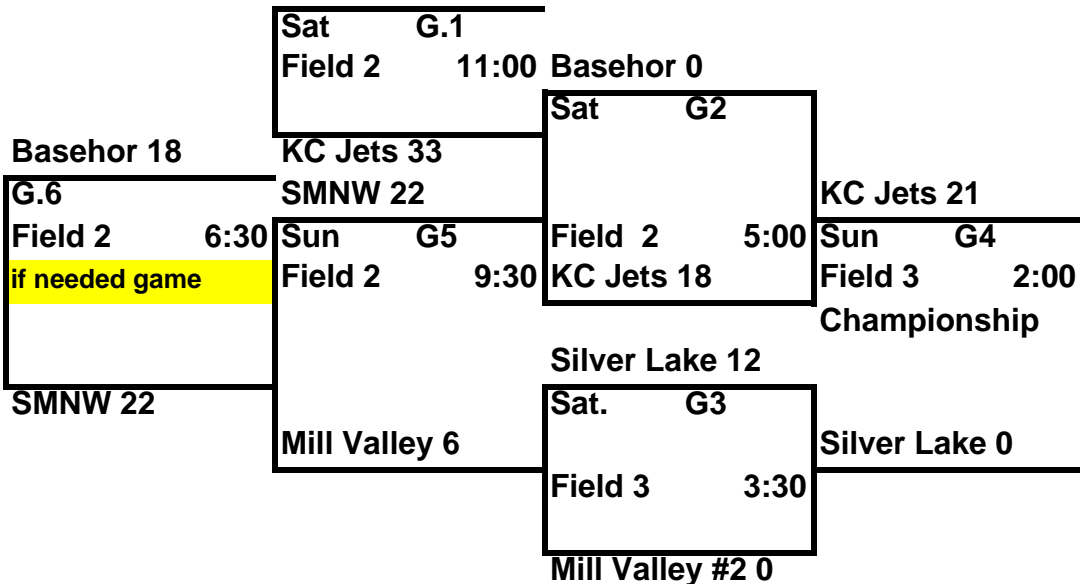 Sat G.1
Field 2 11:00 Basehor 0
Sat G2
Basehor 18 KC Jets 33
G.6 SMNW 22 KC Jets 21
Field 2 6:30 Sun G5 Field 2 5:00 Sun G4
if needed game Field 2 9:30 KC Jets 18 Field 3 2:00
Championship
Silver Lake 12
SMNW 22 Sat. G3
Mill Valley 6 Silver Lake 0
Field 3 3:30
Mill Valley #2 0